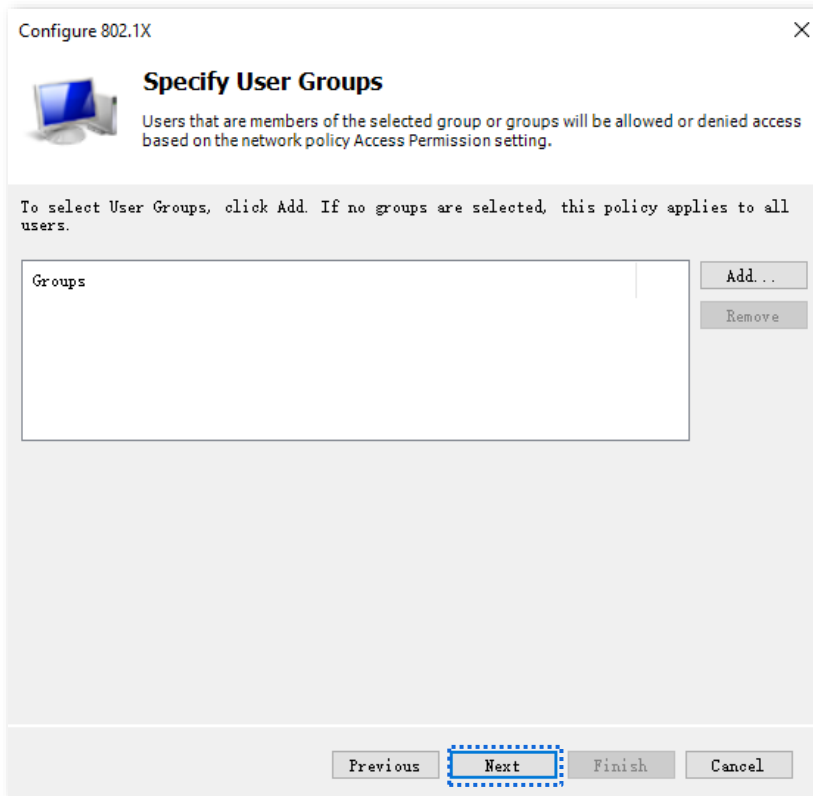 Configure 802.1X
Specify User Groups
Users that are members of the selected group or groups will be allowed or denied access
based on the network policy Access Permission setting.
To select User Groups, click Add. If no groups are selected, this policy applies to all
users.
Groups
Add...
Remove
Previous
Next
Finish
Cancel